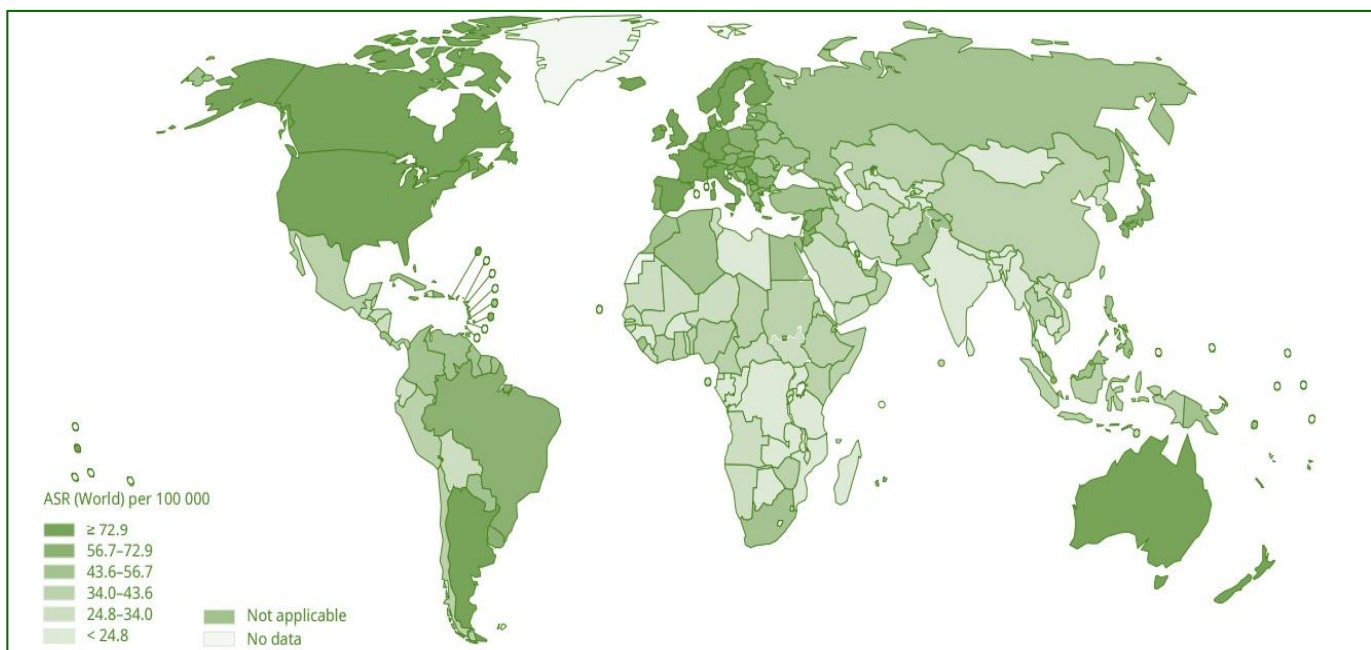 ASR (World) per 100 000
≥ 72.9
56.7–72.9
43.6–56.7
34.0–43.6
24.8–34.0
< 24.8
Not applicable
No data